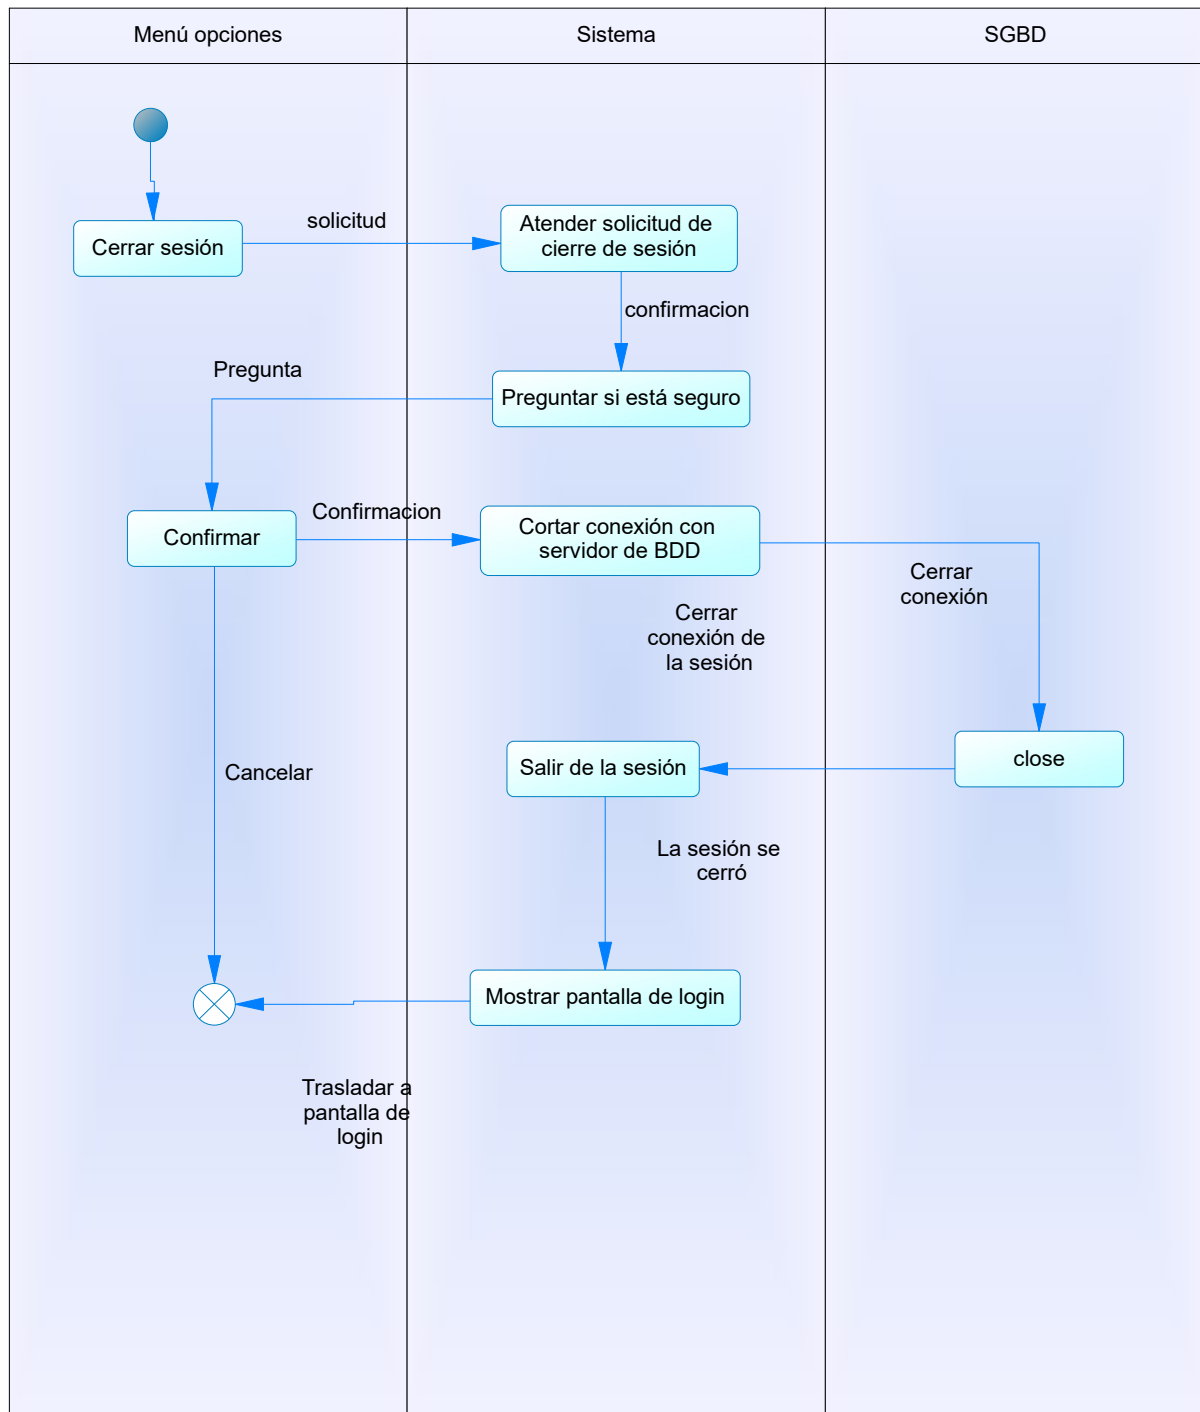 Menú opciones
Sistema
SGBD
Cerrar sesión
solicitud
Atender solicitud de
cierre de sesión
confirmacion
Pregunta
Preguntar si está seguro
Confirmar
Confirmacion
Cortar conexión con
servidor de BDD
Cerrar
conexión
Cerrar
conexión de
la sesión
Cancelar
Salir de la sesión
close
La sesión se
cerró
Mostrar pantalla de login
Trasladar a
pantalla de
login